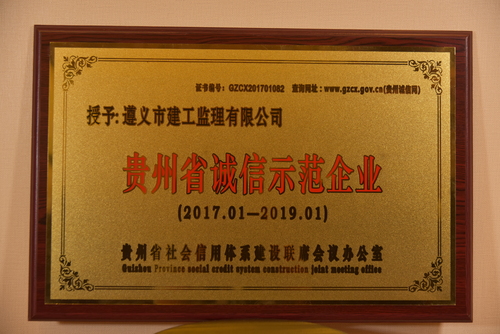 证书编号：GZCX201701082 查询网址：www.gzcx.gov.cn(贵州诚信网)
授予：遵义市建工监理有限公司
贵州省诚信示范企业
(2017.01—2019.01)
贵州省社会信用体系建设联席会议办公室
Guizhou Province social credit system construction joint meeting office